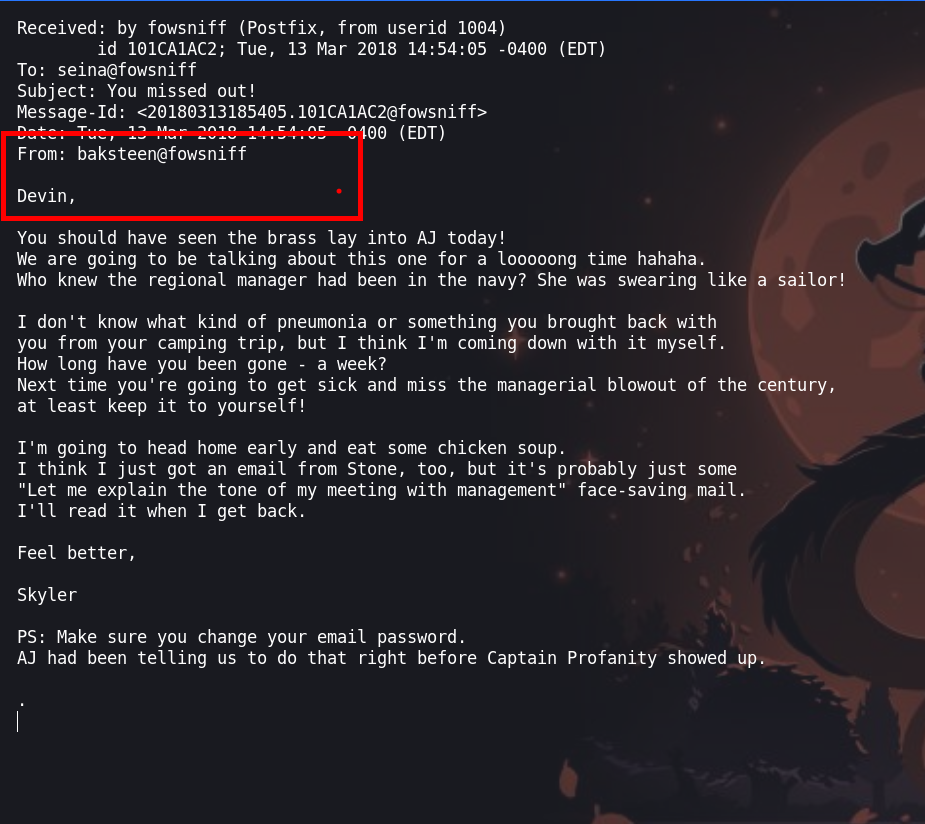 Received: by fowsniff (Postfix, from userid 1004)
id 101CA1AC2; Tue, 13 Mar 2018 14:54:05 -0400 (EDT)
To: seina@fowsniff
Subject: You missed out!
Message-Id: <20180313185405.101CA1AC2@fowsniff>
Date: Tue, 13 Mar 2018 14:54:05 -0400 (EDT)
From: baksteen@fowsniff
Devin,
You should have seen the brass lay into AJ today!
We are going to be talking about this one for a looooong time hahaha.
Who knew the regional manager had been in the navy? She was swearing like a sailor!
I don't know what kind of pneumonia or something you brought back with
you from your camping trip, but I think I'm coming down with it myself.
How long have you been gone - a week?
Next time you're going to get sick and miss the managerial blowout of the century,
at least keep it to yourself!
I'm going to head home early and eat some chicken soup.
I think I just got an email from Stone, too, but it's probably just some
"Let me explain the tone of my meeting with management" face-saving mail.
I'll read it when I get back.
Feel better,
Skyler
PS: Make sure you change your email password.
AJ had been telling us to do that right before Captain Profanity showed up.
.